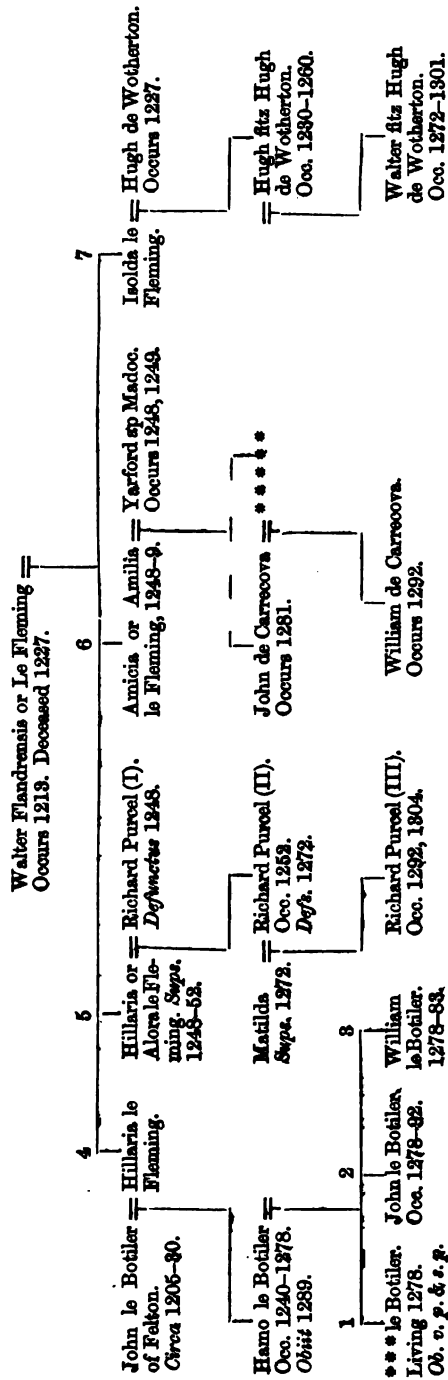 Walter Flandrensis or Le Fleming
Occurs 1213. Deceased 1227.
4
5
6
7
John le Botiler
of Felton.
Circa 1205–30.
Hillaria le
Fleming.
Hillaria or
Alora le Fle-
ming. Sups.
1248–52.
Richard Purcel (I).
Defunctus 1248.
Amicia or Amilia
le Fleming, 1248–9.
Yarford ap Madoc.
Occurs 1248, 1249.
Isolda le
Fleming.
Hugh de Wotherton.
Occurs 1227.
Hamo le Botiler
Occ. 1240–1278.
Obiit 1289.
Matilda
Sups. 1272.
Richard Purcel (II).
Occ. 1252.
Defs. 1272.
John de Carrecova
Occurs 1281.
* * * * *
Hugh fitz Hugh
de Wotherton.
Occ. 1230–1260.
1
2
3
* * * le Botiler.
Living 1278.
Ob. v. p. & s. p.
John le Botiler.
Occ. 1278–92.
William
le Botiler.
1278–83.
Richard Purcel (III).
Occ. 1292, 1304.
William de Carrecova.
Occurs 1292.
Walter fitz Hugh
de Wotherton.
Occ. 1272–1301.